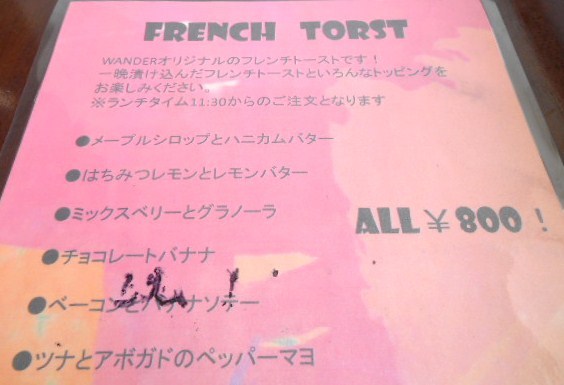 FRENCH TORST
WANDERオリジナルのフレンチトーストです！
一晩漬け込んだフレンチトーストといろんなトッピングを
お楽しみください。
※ランチタイム11:30からのご注文となります
●メープルシロップとハニカムバター
●はちみつレモンとレモンバター
●ミックスベリーとグラノーラ
ALL￥800！
●チョコレートバナナ
●ベーコンとバナナソテー
●ツナとアボガドのペッパーマヨ